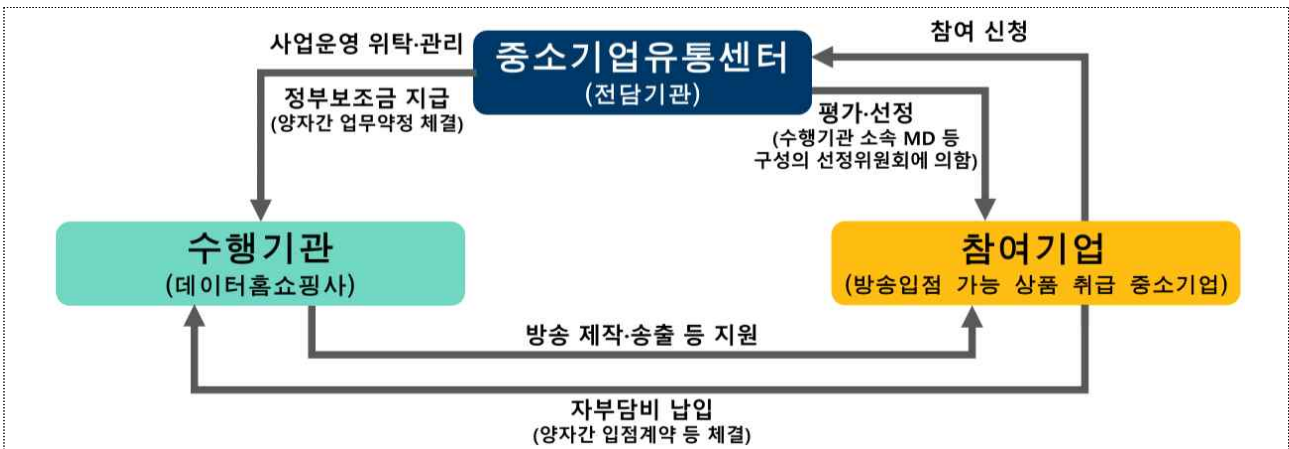 사업운영 위탁·관리
정부보조금 지급
(양자간 업무약정 체결)
중소기업유통센터
(전담기관)
참여 신청
평가·선정
(수행기관 소속 MD 등
구성의 선정위원회에 의함)
수행기관
(데이터홈쇼핑사)
참여기업
(방송입점 가능 상품 취급 중소기업)
방송 제작·송출 등 지원
자부담비 납입
(양자간 입점계약 등 체결)